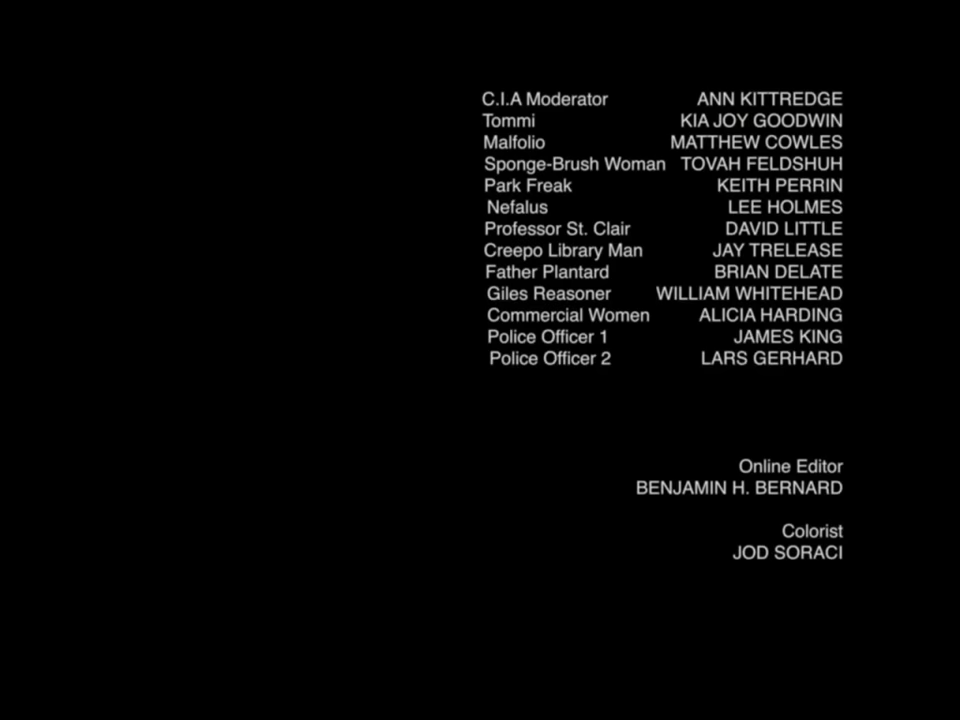 C.I.A Moderator ANN KITTREDGE
Tommi KIA JOY GOODWIN
Malfolio MATTHEW COWLES
Sponge-Brush Woman TOVAH FELDSHUH
Park Freak KEITH PERRIN
Nefalus LEE HOLMES
Professor St. Clair DAVID LITTLE
Creepo Library Man JAY TRELEASE
Father Plantard BRIAN DELATE
Giles Reasoner WILLIAM WHITEHEAD
Commercial Women ALICIA HARDING
Police Officer 1 JAMES KING
Police Officer 2 LARS GERHARD
Online Editor
BENJAMIN H. BERNARD
Colorist
JOD SORACI